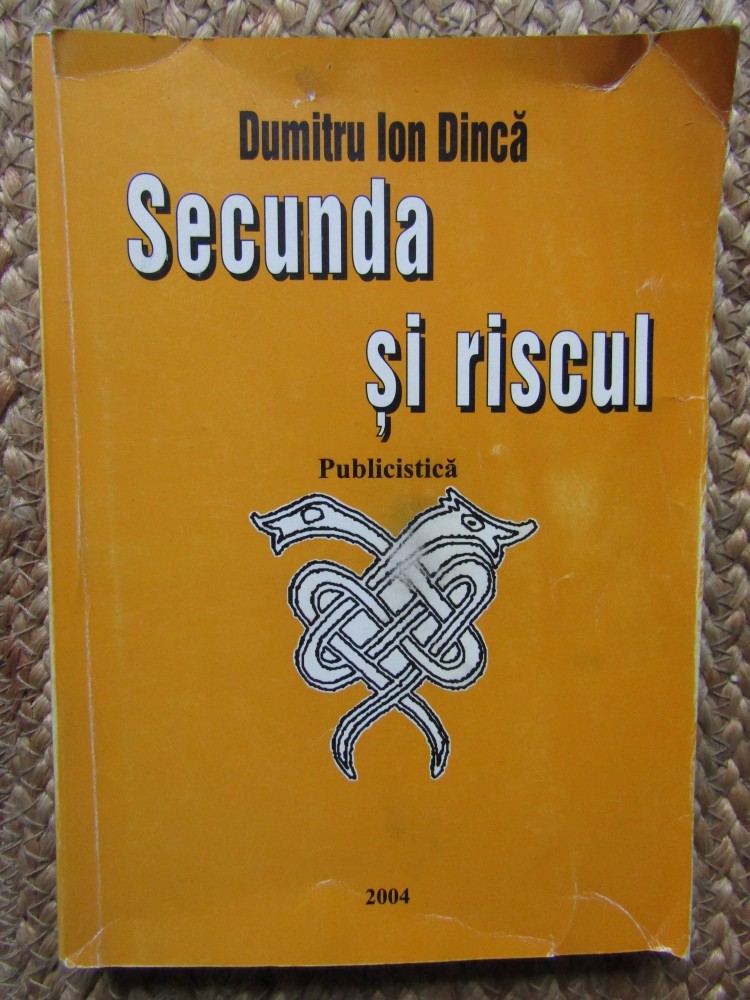 Dumitru Ion Dincă
Secunda
și riscul
Publicistică
2004